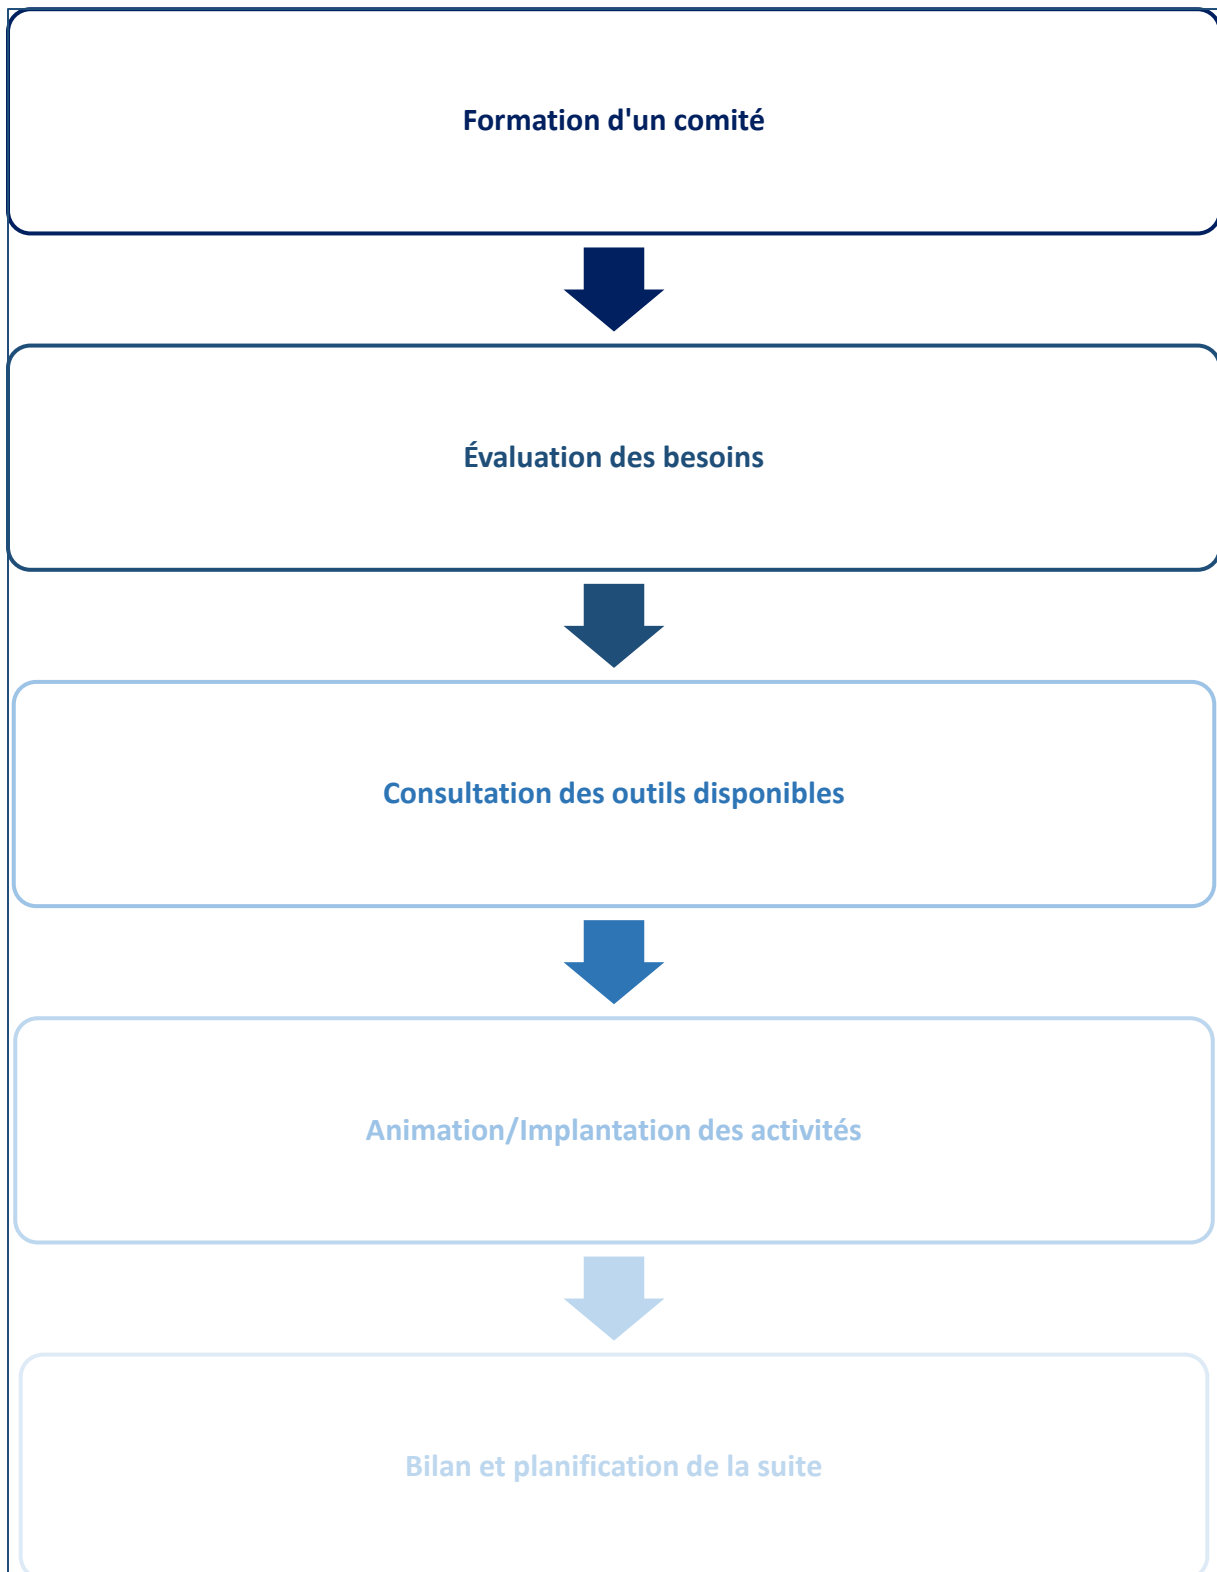 Formation d'un comité
Évaluation des besoins
Consultation des outils disponibles
Animation/Implantation des activités
Bilan et planification de la suite